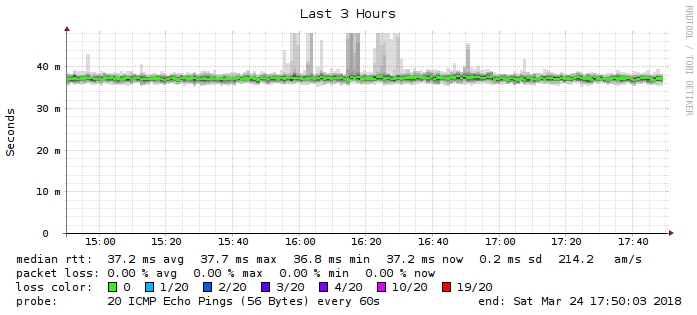 Last 3 Hours
RRDTOOL / TOBI OETIKER
Seconds
40 m
30 m
20 m
10 m
0
15:00 15:20 15:40 16:00 16:20 16:40 17:00 17:20 17:40
median rtt: 37.2 ms avg 37.7 ms max 36.8 ms min 37.2 ms now 0.2 ms sd 214.2 am/s
packet loss: 0.00 % avg 0.00 % max 0.00 % min 0.00 % now
loss color: 0 1/20 2/20 3/20 4/20 10/20 19/20
probe: 20 ICMP Echo Pings (56 Bytes) every 60s end: Sat Mar 24 17:50:03 2018